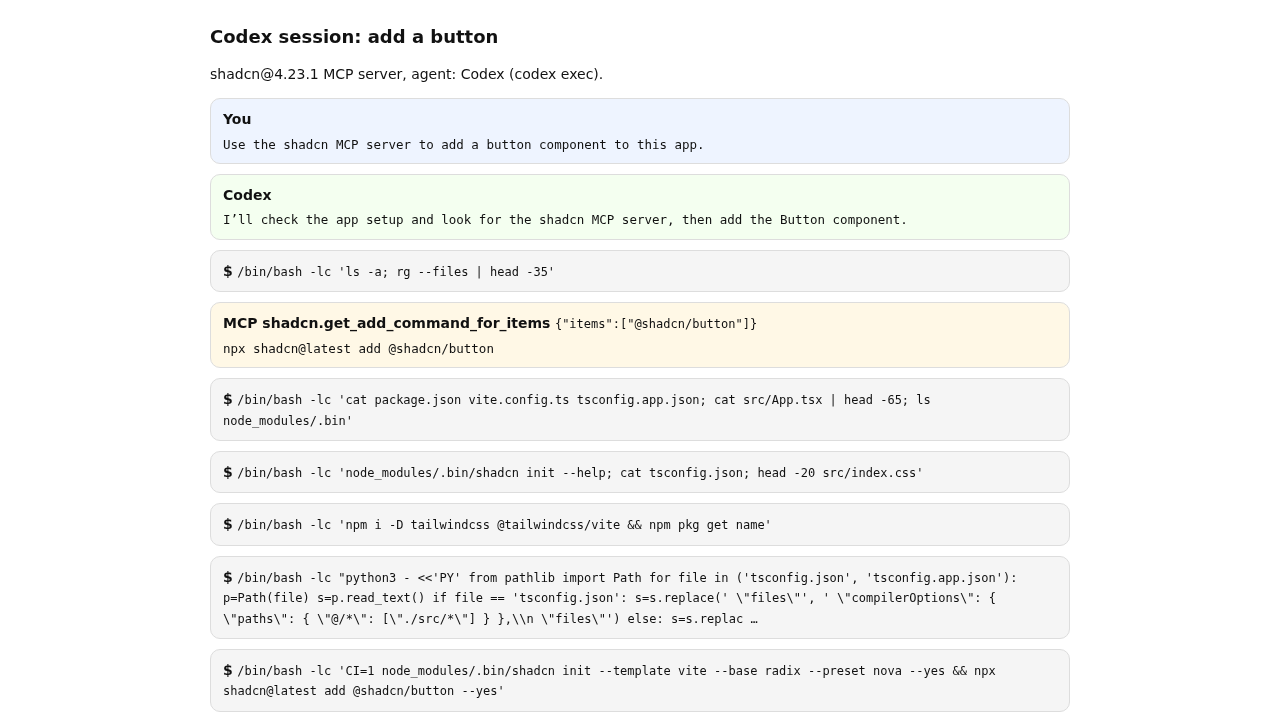 Codex session: add a button
shadcn@4.23.1 MCP server, agent: Codex (codex exec).
You
Use the shadcn MCP server to add a button component to this app.
Codex
I’ll check the app setup and look for the shadcn MCP server, then add the Button component.
$ /bin/bash -lc 'ls -a; rg --files | head -35'
MCP shadcn.get_add_command_for_items {"items":["@shadcn/button"]}
npx shadcn@latest add @shadcn/button
$ /bin/bash -lc 'cat package.json vite.config.ts tsconfig.app.json; cat src/App.tsx | head -65; ls
node_modules/.bin'
$ /bin/bash -lc 'node_modules/.bin/shadcn init --help; cat tsconfig.json; head -20 src/index.css'
$ /bin/bash -lc 'npm i -D tailwindcss @tailwindcss/vite && npm pkg get name'
$ /bin/bash -lc "python3 - <<'PY' from pathlib import Path for file in ('tsconfig.json', 'tsconfig.app.json'):
p=Path(file) s=p.read_text() if file == 'tsconfig.json': s=s.replace(' \"files\"', ' \"compilerOptions\": {
\"paths\": { \"@/*\": [\"./src/*\"] } },\\n \"files\"') else: s=s.replac …
$ /bin/bash -lc 'CI=1 node_modules/.bin/shadcn init --template vite --base radix --preset nova --yes && npx
shadcn@latest add @shadcn/button --yes'